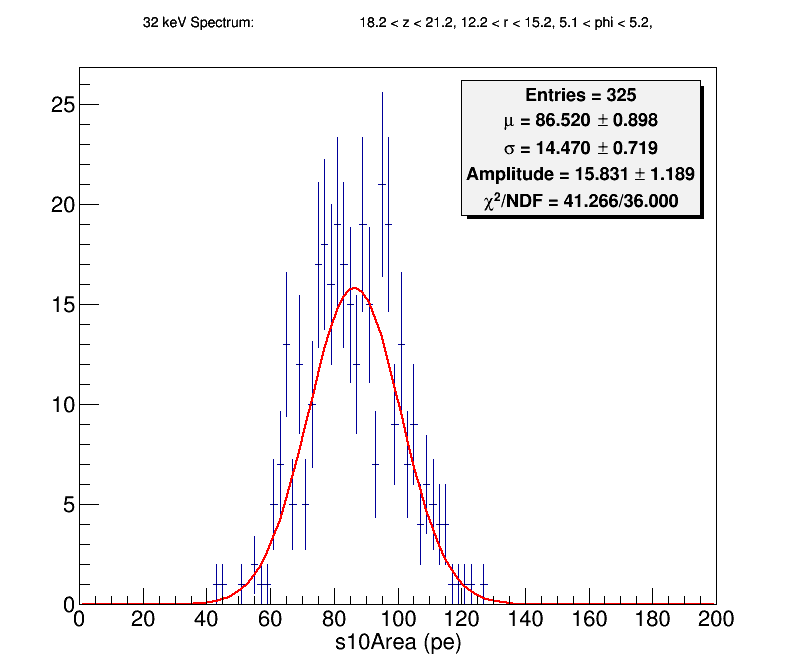 32 keV Spectrum: 18.2 < z < 21.2, 12.2 < r < 15.2, 5.1 < phi < 5.2,
Entries = 325
μ = 86.520 ± 0.898
σ = 14.470 ± 0.719
Amplitude = 15.831 ± 1.189
χ²/NDF = 41.266/36.000
25
20
15
10
5
0
0 20 40 60 80 100 120 140 160 180 200
s10Area (pe)